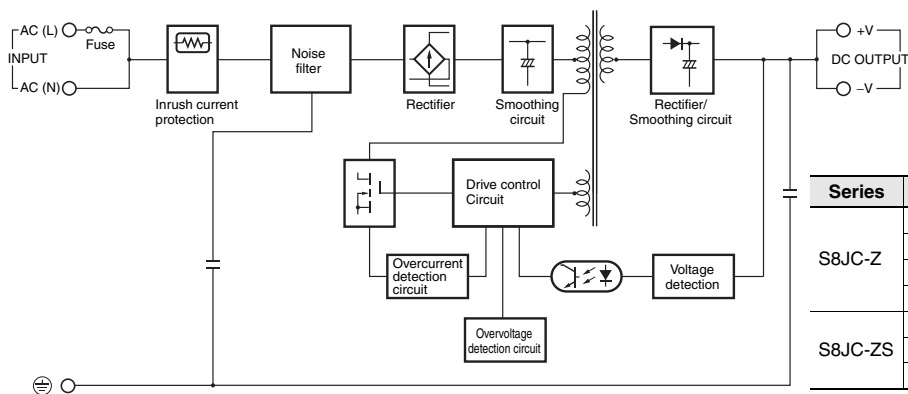 AC (L)
Fuse
INPUT
AC (N)
Inrush current
protection
Noise
filter
Rectifier
Smoothing
circuit
Rectifier/
Smoothing circuit
+V
DC OUTPUT
–V
Drive control
Circuit
Overcurrent
detection
circuit
Voltage
detection
Overvoltage
detection circuit
Series
S8JC-Z
S8JC-ZS